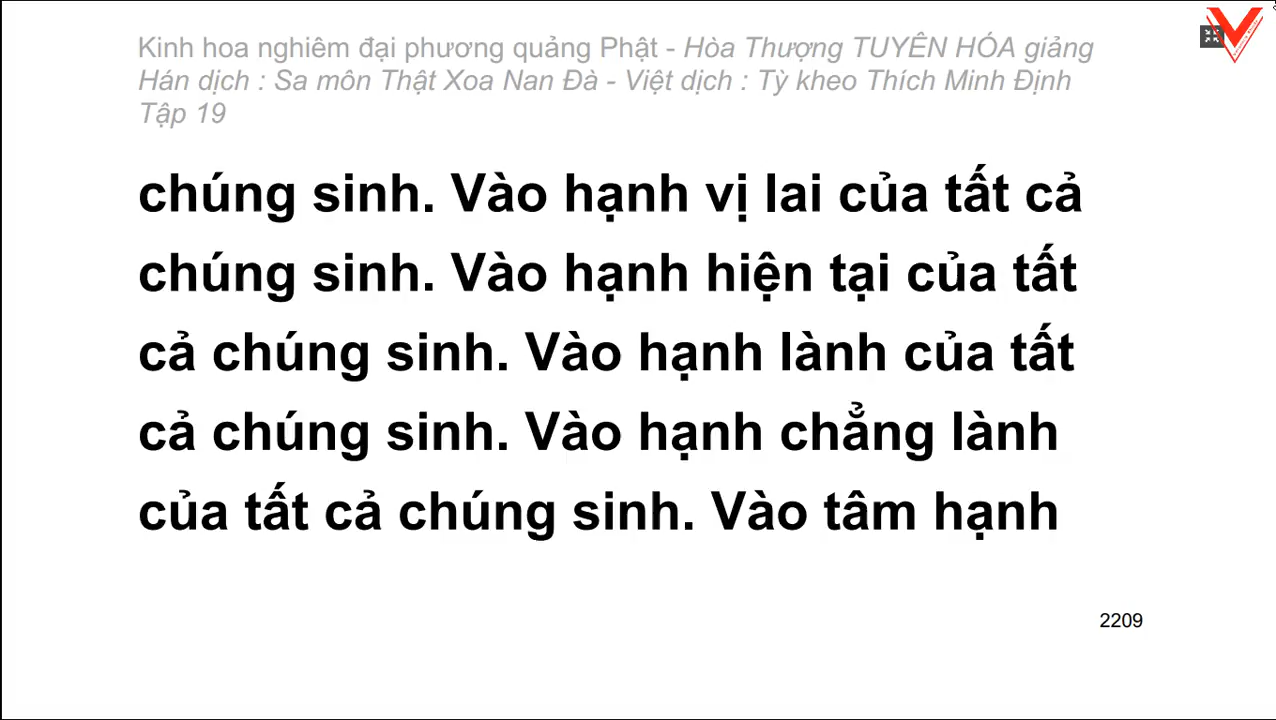 Kinh hoa nghiêm đại phương quảng Phật - Hòa Thượng TUYÊN HÓA giảng
Hán dịch : Sa môn Thật Xoa Nan Đà - Việt dịch : Tỳ kheo Thích Minh Định
Tập 19
chúng sinh. Vào hạnh vị lai của tất cả
chúng sinh. Vào hạnh hiện tại của tất
cả chúng sinh. Vào hạnh lành của tất
cả chúng sinh. Vào hạnh chẳng lành
của tất cả chúng sinh. Vào tâm hạnh
2209